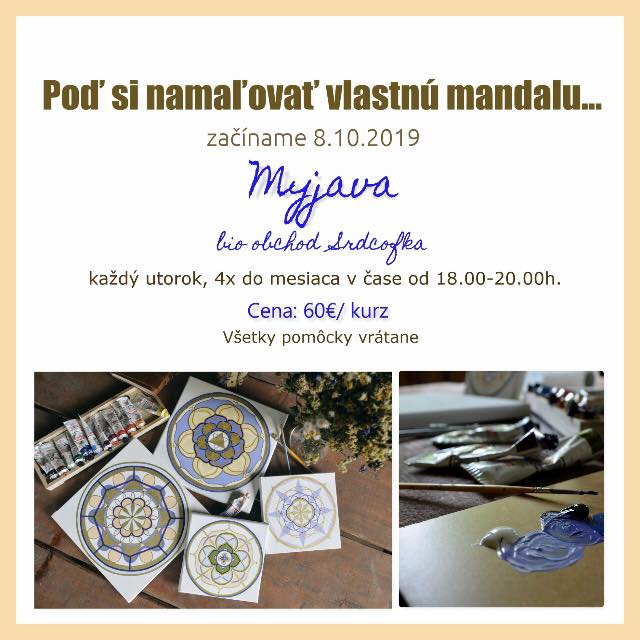 Poď si namaľovať vlastnú mandalu...
začíname 8.10.2019
Myjava
bio obchod Srdcofka
každý utorok, 4x do mesiaca v čase od 18.00-20.00h.
Cena: 60€/ kurz
Všetky pomôcky vrátane